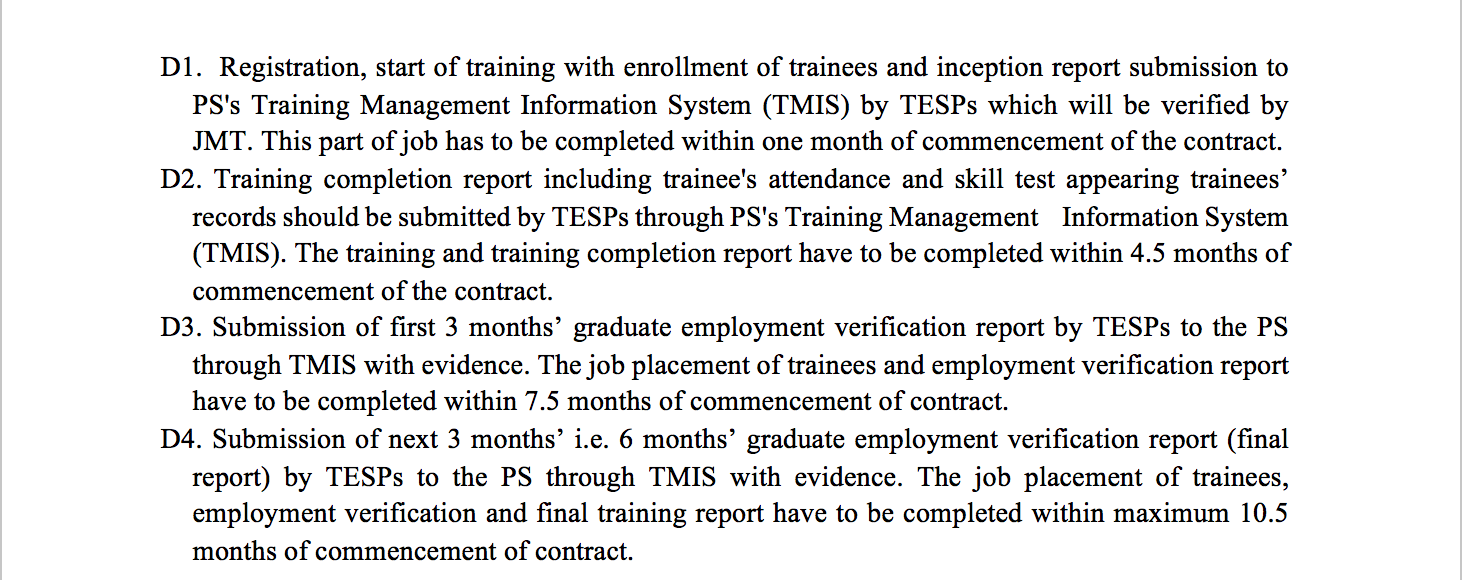 D1. Registration, start of training with enrollment of trainees and inception report submission to
PS's Training Management Information System (TMIS) by TESPs which will be verified by
JMT. This part of job has to be completed within one month of commencement of the contract.
D2. Training completion report including trainee's attendance and skill test appearing trainees’
records should be submitted by TESPs through PS's Training Management Information System
(TMIS). The training and training completion report have to be completed within 4.5 months of
commencement of the contract.
D3. Submission of first 3 months’ graduate employment verification report by TESPs to the PS
through TMIS with evidence. The job placement of trainees and employment verification report
have to be completed within 7.5 months of commencement of contract.
D4. Submission of next 3 months’ i.e. 6 months’ graduate employment verification report (final
report) by TESPs to the PS through TMIS with evidence. The job placement of trainees,
employment verification and final training report have to be completed within maximum 10.5
months of commencement of contract.